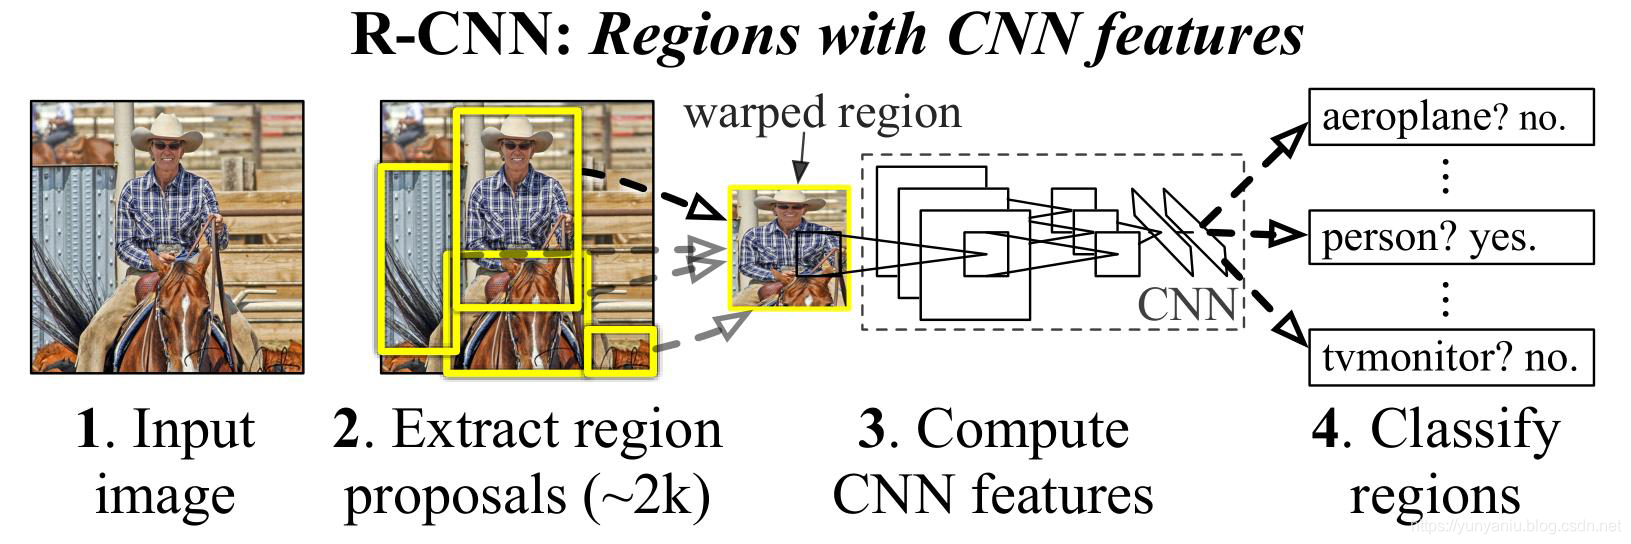 R-CNN: Regions with CNN features
warped region
aeroplane? no.
person? yes.
tvmonitor? no.
CNN
1. Input
image
2. Extract region
proposals (~2k)
3. Compute
CNN features
4. Classify
regions
https://yunyaniu.blog.csdn.net